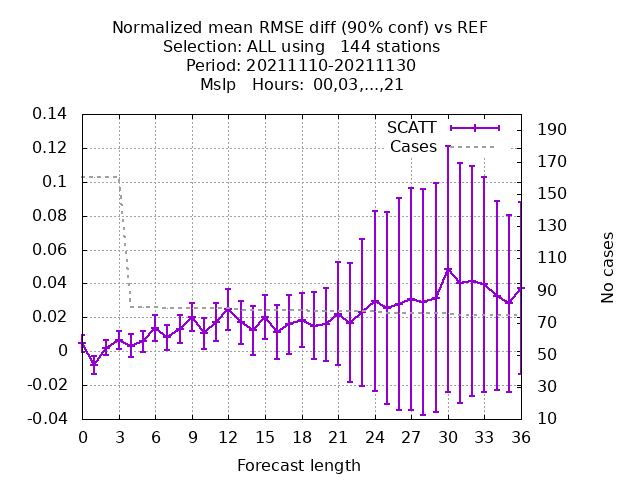 Normalized mean RMSE diff (90% conf) vs REF
Selection: ALL using   144 stations
Period: 20211110-20211130
Mslp   Hours:  00,03,...,21
0.14
0.12
0.1
0.08
0.06
0.04
0.02
0
-0.02
-0.04
SCATT
Cases
190
170
150
130
110
90
70
50
30
10
No cases
0 3 6 9 12 15 18 21 24 27 30 33 36
Forecast length